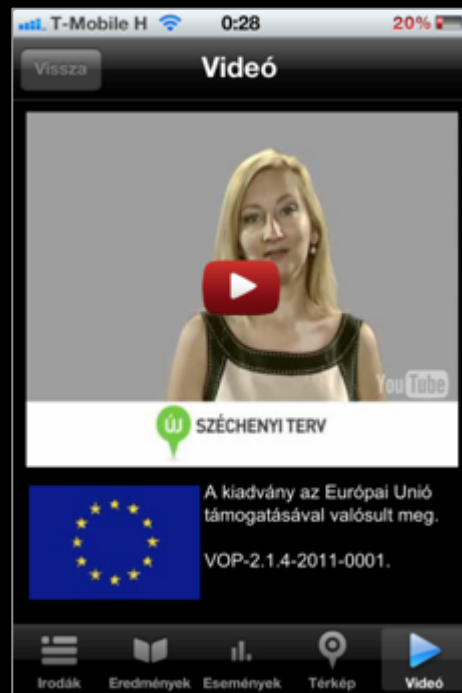 T-Mobile H 0:28 20%
Vissza Videó
YouTube
ÚJ SZÉCHENYI TERV
A kiadvány az Európai Unió
támogatásával valósult meg.
VOP-2.1.4-2011-0001.
Irodák Eredmények Események Térkép Videó